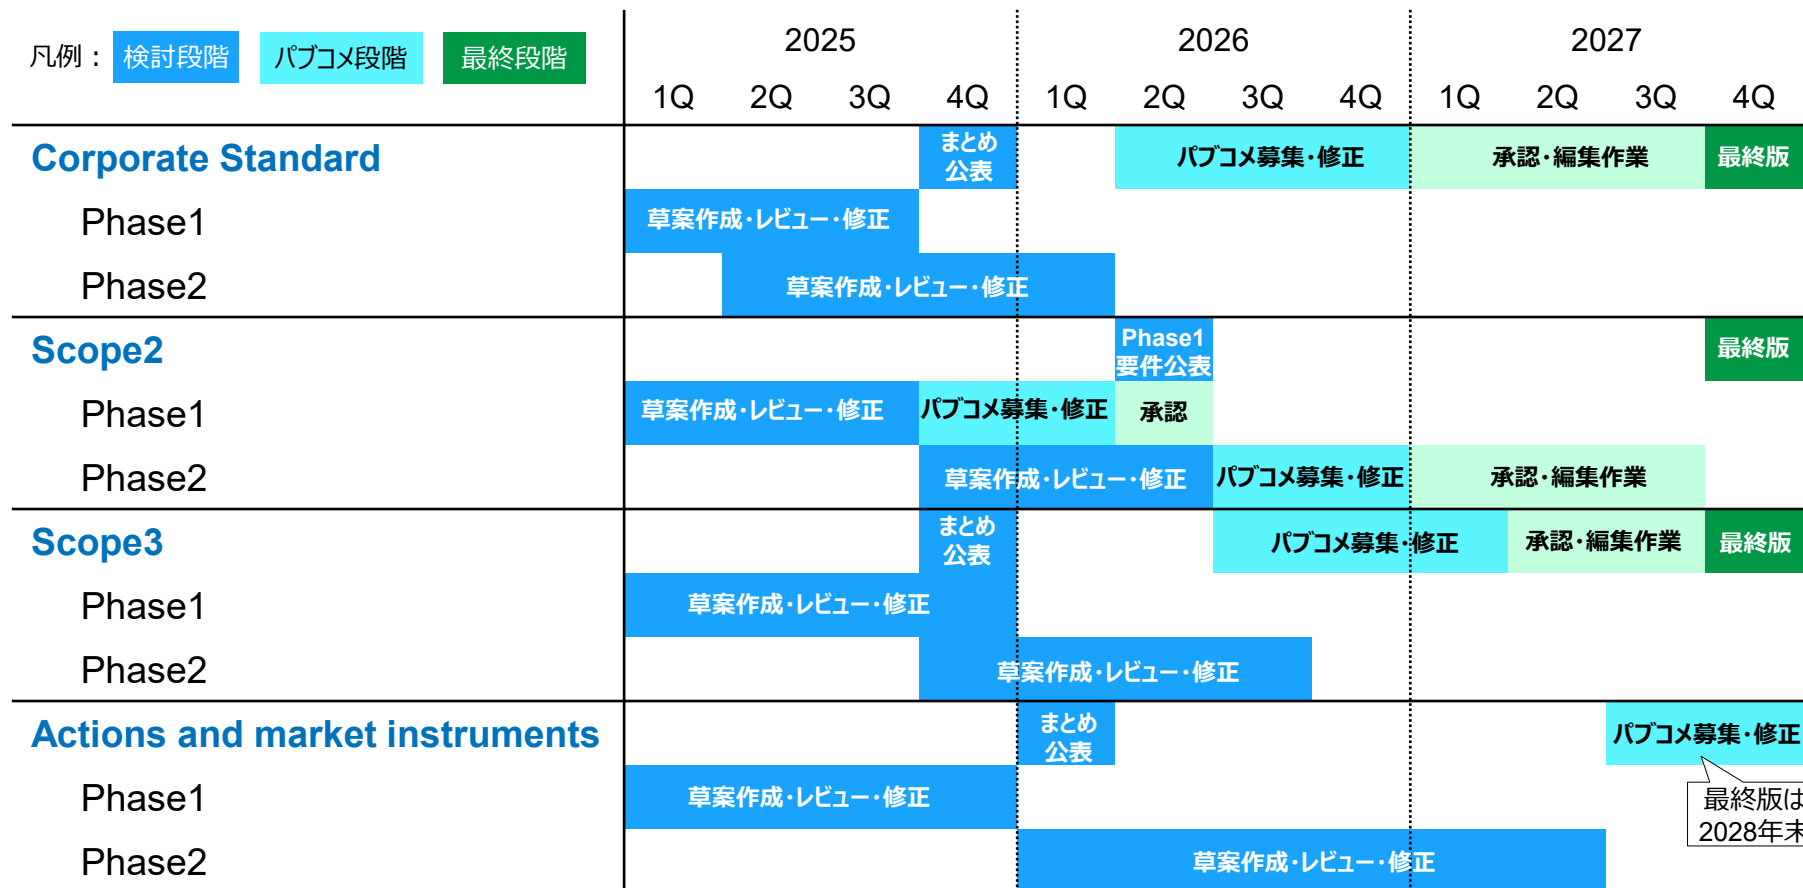 凡例： 検討段階 パブコメ段階 最終段階
2025 2026 2027
1Q 2Q 3Q 4Q 1Q 2Q 3Q 4Q 1Q 2Q 3Q 4Q
Corporate Standard
まとめ
公表
パブコメ募集・修正
承認・編集作業
最終版
Phase1
草案作成・レビュー・修正
Phase2
草案作成・レビュー・修正
Scope2
Phase1
要件公表
最終版
Phase1
草案作成・レビュー・修正
パブコメ募集・修正
承認
Phase2
草案作成・レビュー・修正
パブコメ募集・修正
承認・編集作業
Scope3
まとめ
公表
パブコメ募集・修正
承認・編集作業
最終版
Phase1
草案作成・レビュー・修正
Phase2
草案作成・レビュー・修正
Actions and market instruments
まとめ
公表
パブコメ募集・修正
最終版は
2028年末
Phase1
草案作成・レビュー・修正
Phase2
草案作成・レビュー・修正